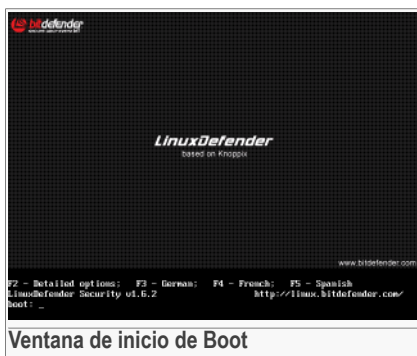 bitdefender
LinuxDefender
based on Knoppix
www.bitdefender.com
F2 - Detailed options; F3 - German; F4 - French; F5 - Spanish
LinuxDefender Security v1.6.2 http://linux.bitdefender.com/
boot: _
Ventana de inicio de Boot